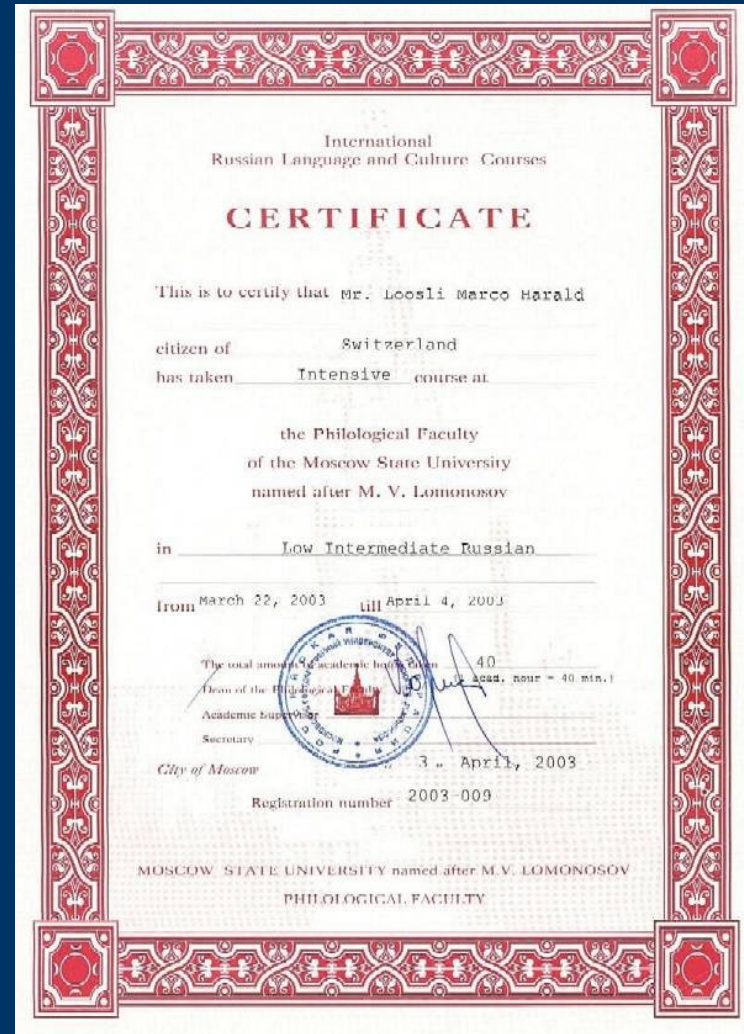 International
Russian Language and Culture Courses
CERTIFICATE
This is to certify that Mr. Loosli Marco Harald
citizen of Switzerland
has taken Intensive course at
the Philological Faculty
of the Moscow State University
named after M. V. Lomonosov
in Low Intermediate Russian
from March 22, 2003 till April 4, 2003
The total amount of academic hours taken 40
acad. hour = 40 min.)
Dean of the Philological Faculty
Academic Supervisor
Secretary
City of Moscow „ 3 „ April, 2003
Registration number 2003-009
MOSCOW STATE UNIVERSITY named after M.V. LOMONOSOV
PHILOLOGICAL FACULTY